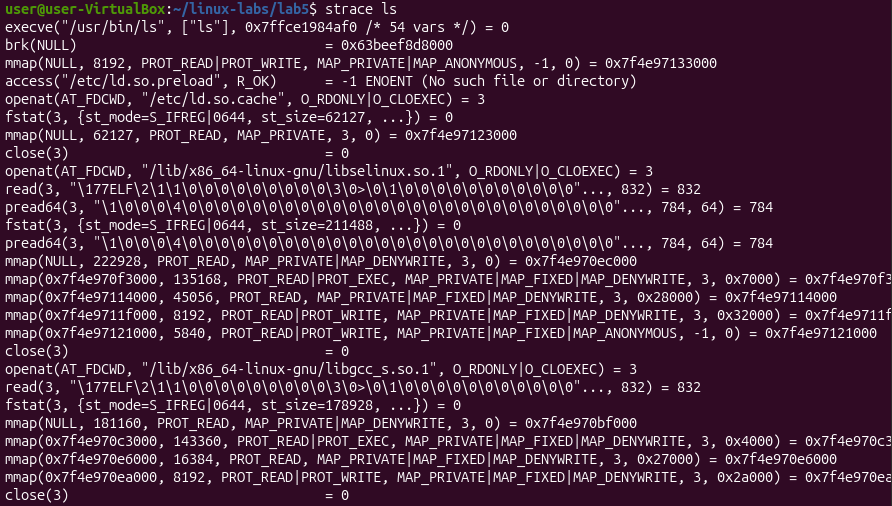 user@user-VirtualBox:~/linux-labs/lab5$ strace ls
execve("/usr/bin/ls", ["ls"], 0x7ffce1984af0 /* 54 vars */) = 0
brk(NULL)                               = 0x63beef8d8000
mmap(NULL, 8192, PROT_READ|PROT_WRITE, MAP_PRIVATE|MAP_ANONYMOUS, -1, 0) = 0x7f4e97133000
access("/etc/ld.so.preload", R_OK)      = -1 ENOENT (No such file or directory)
openat(AT_FDCWD, "/etc/ld.so.cache", O_RDONLY|O_CLOEXEC) = 3
fstat(3, {st_mode=S_IFREG|0644, st_size=62127, ...}) = 0
mmap(NULL, 62127, PROT_READ, MAP_PRIVATE, 3, 0) = 0x7f4e97123000
close(3)                                = 0
openat(AT_FDCWD, "/lib/x86_64-linux-gnu/libselinux.so.1", O_RDONLY|O_CLOEXEC) = 3
read(3, "\177ELF\2\1\1\0\0\0\0\0\0\0\0\0\3\0>\0\1\0\0\0\0\0\0\0\0\0\0\0"..., 832) = 832
pread64(3, "\1\0\0\0\4\0\0\0\0\0\0\0\0\0\0\0\0\0\0\0\0\0\0\0\0\0\0\0\0\0\0\0"..., 784, 64) = 784
fstat(3, {st_mode=S_IFREG|0644, st_size=211488, ...}) = 0
pread64(3, "\1\0\0\0\4\0\0\0\0\0\0\0\0\0\0\0\0\0\0\0\0\0\0\0\0\0\0\0\0\0\0\0"..., 784, 64) = 784
mmap(NULL, 222928, PROT_READ, MAP_PRIVATE|MAP_DENYWRITE, 3, 0) = 0x7f4e970ec000
mmap(0x7f4e970f3000, 135168, PROT_READ|PROT_EXEC, MAP_PRIVATE|MAP_FIXED|MAP_DENYWRITE, 3, 0x7000) = 0x7f4e970f3
mmap(0x7f4e97114000, 45056, PROT_READ, MAP_PRIVATE|MAP_FIXED|MAP_DENYWRITE, 3, 0x28000) = 0x7f4e97114000
mmap(0x7f4e9711f000, 8192, PROT_READ|PROT_WRITE, MAP_PRIVATE|MAP_FIXED|MAP_DENYWRITE, 3, 0x32000) = 0x7f4e9711f
mmap(0x7f4e97121000, 5840, PROT_READ|PROT_WRITE, MAP_PRIVATE|MAP_FIXED|MAP_ANONYMOUS, -1, 0) = 0x7f4e97121000
close(3)                                = 0
openat(AT_FDCWD, "/lib/x86_64-linux-gnu/libgcc_s.so.1", O_RDONLY|O_CLOEXEC) = 3
read(3, "\177ELF\2\1\1\0\0\0\0\0\0\0\0\0\3\0>\0\1\0\0\0\0\0\0\0\0\0\0\0"..., 832) = 832
fstat(3, {st_mode=S_IFREG|0644, st_size=178928, ...}) = 0
mmap(NULL, 181160, PROT_READ, MAP_PRIVATE|MAP_DENYWRITE, 3, 0) = 0x7f4e970bf000
mmap(0x7f4e970c3000, 143360, PROT_READ|PROT_EXEC, MAP_PRIVATE|MAP_FIXED|MAP_DENYWRITE, 3, 0x4000) = 0x7f4e970c3
mmap(0x7f4e970e6000, 16384, PROT_READ, MAP_PRIVATE|MAP_FIXED|MAP_DENYWRITE, 3, 0x27000) = 0x7f4e970e6000
mmap(0x7f4e970ea000, 8192, PROT_READ|PROT_WRITE, MAP_PRIVATE|MAP_FIXED|MAP_DENYWRITE, 3, 0x2a000) = 0x7f4e970ea
close(3)                                = 0